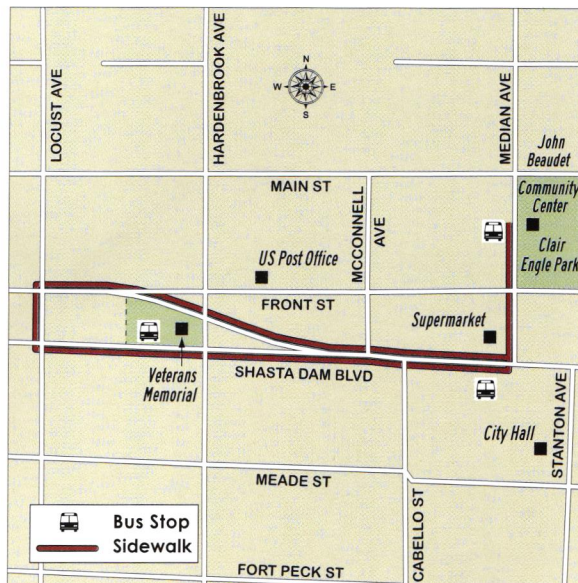 LOCUST AVE
HARDENBROOK AVE
N
W
E
S
MEDIAN AVE
John
Beaudet
Community
Center
Clair
Engle Park
MAIN ST
MCCONNELL
AVE
US Post Office
FRONT ST
Supermarket
Veterans
Memorial
SHASTA DAM BLVD
STANTON AVE
City Hall
MEADE ST
CABELLO ST
FORT PECK ST
Bus Stop
Sidewalk